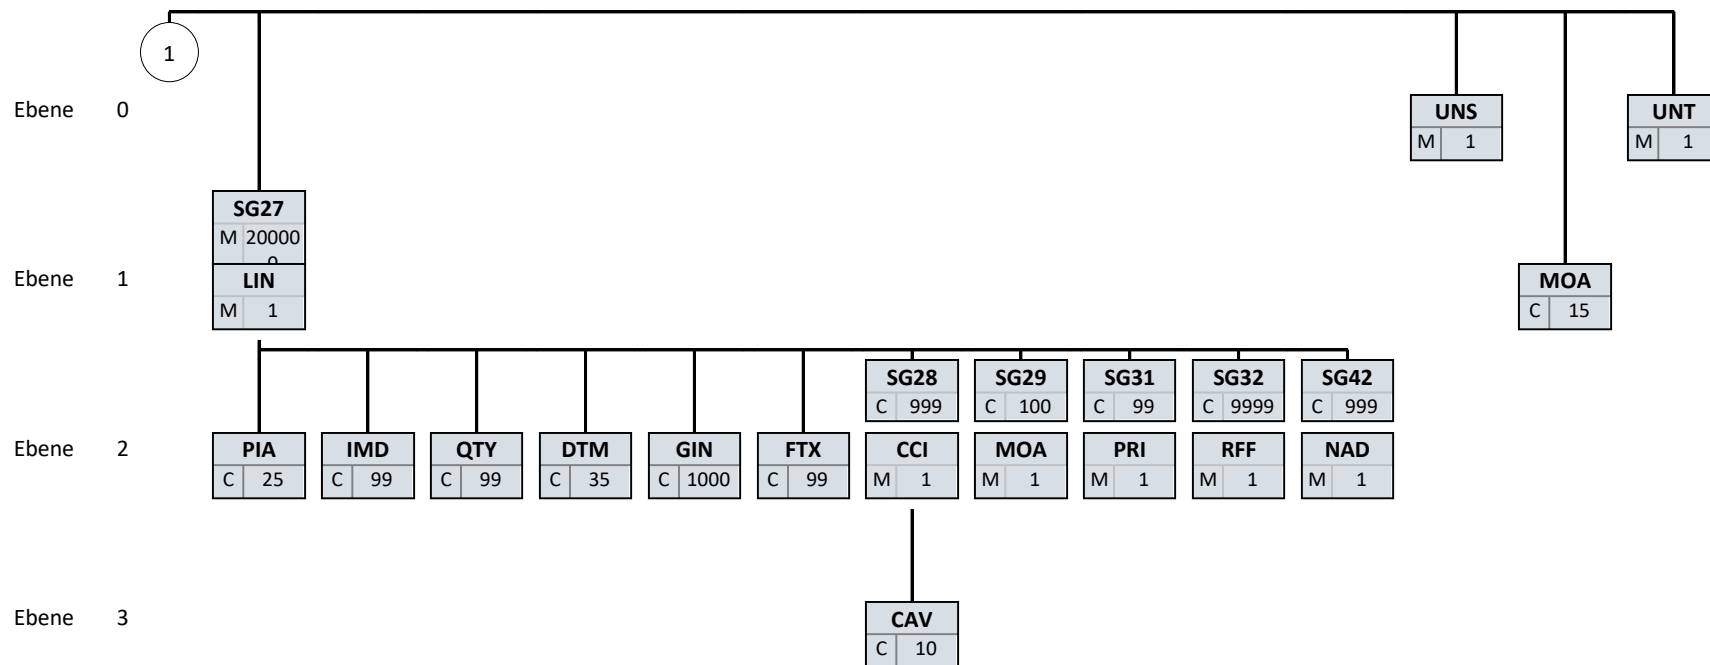 1
Ebene 0
UNS UNT
M 1 M 1
SG27
M 20000
0
Ebene 1
LIN MOA
M 1 C 15
SG28 SG29 SG31 SG32 SG42
C 999 C 100 C 99 C 9999 C 999
Ebene 2
PIA IMD QTY DTM GIN FTX CCI MOA PRI RFF NAD
C 25 C 99 C 99 C 35 C 1000 C 99 M 1 M 1 M 1 M 1 M 1
Ebene 3
CAV
C 10